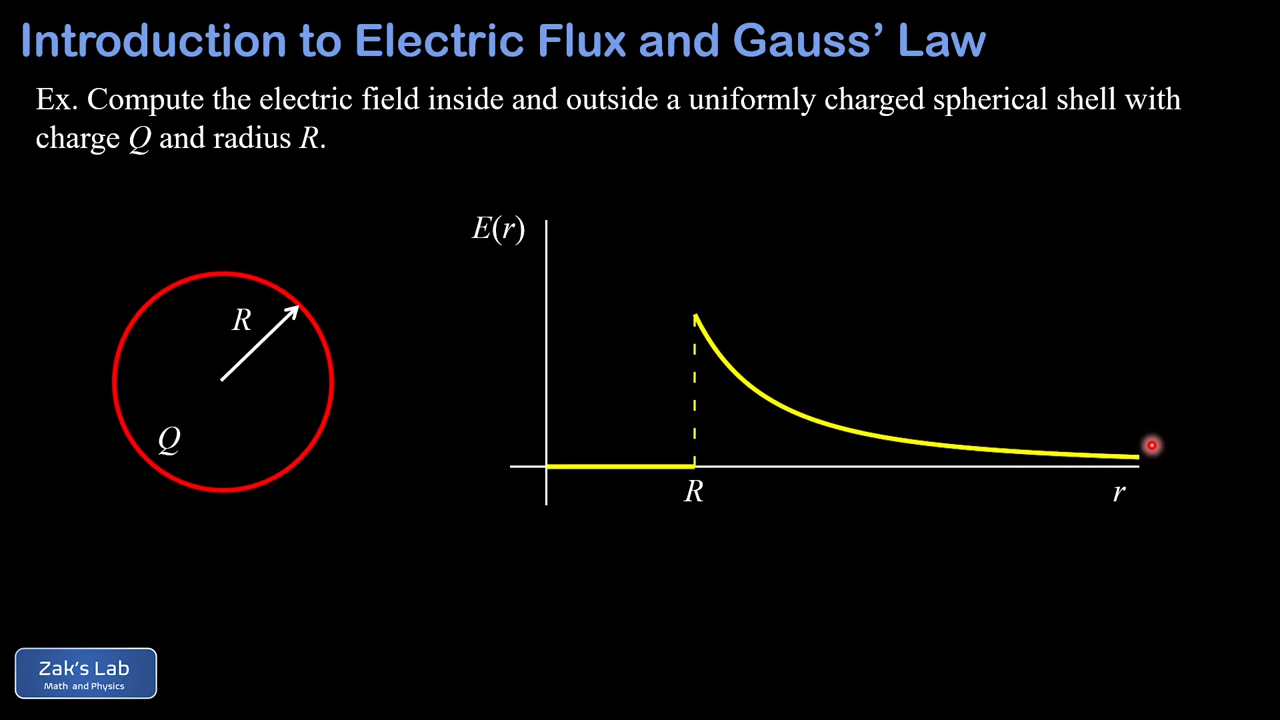 Introduction to Electric Flux and Gauss’ Law
Ex. Compute the electric field inside and outside a uniformly charged spherical shell with
charge Q and radius R.
E(r)
R
Q
R
r
Zak’s Lab
Math and Physics